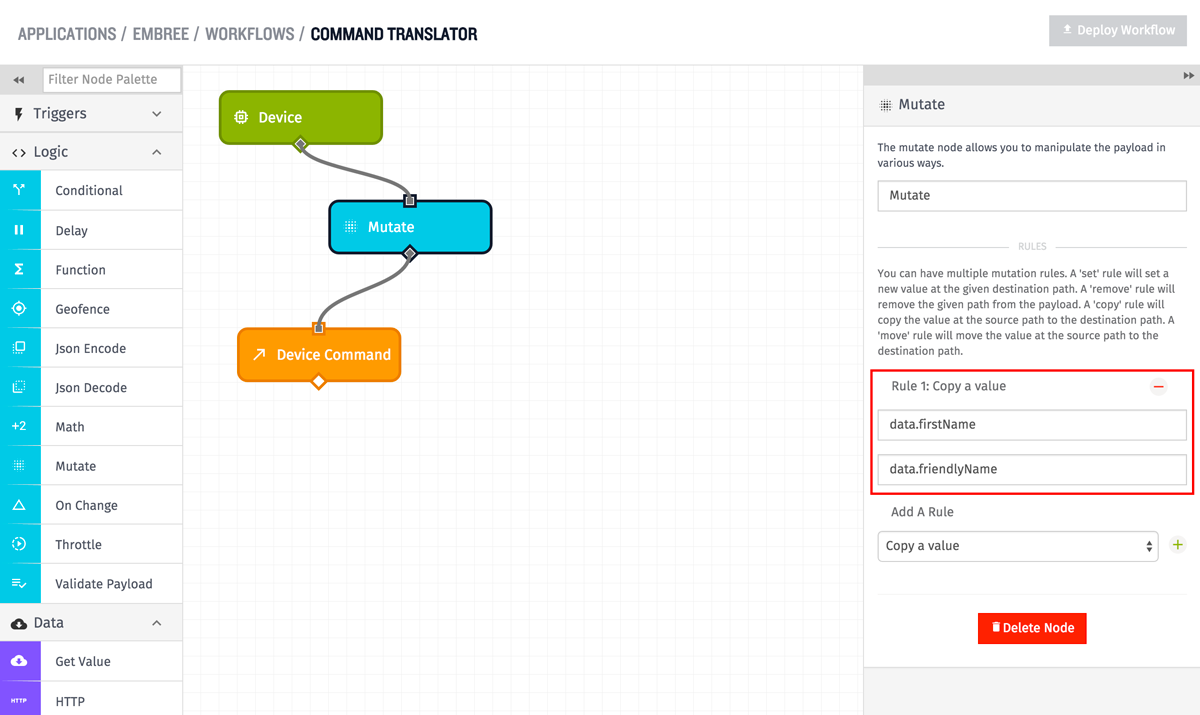 APPLICATIONS / EMBREE / WORKFLOWS / COMMAND TRANSLATOR
Deploy Workflow
Filter Node Palette
Triggers
Logic
Conditional
Delay
Function
Geofence
Json Encode
Json Decode
+2 Math
Mutate
On Change
Throttle
Validate Payload
Data
Get Value
HTTP HTTP
Device
Mutate
Device Command
Mutate
The mutate node allows you to manipulate the payload in
various ways.
Mutate
RULES
You can have multiple mutation rules. A 'set' rule will set a
new value at the given destination path. A 'remove' rule will
remove the given path from the payload. A 'copy' rule will
copy the value at the source path to the destination path. A
'move' rule will move the value at the source path to the
destination path.
Rule 1: Copy a value
data.firstName
data.friendlyName
Add A Rule
Copy a value
Delete Node